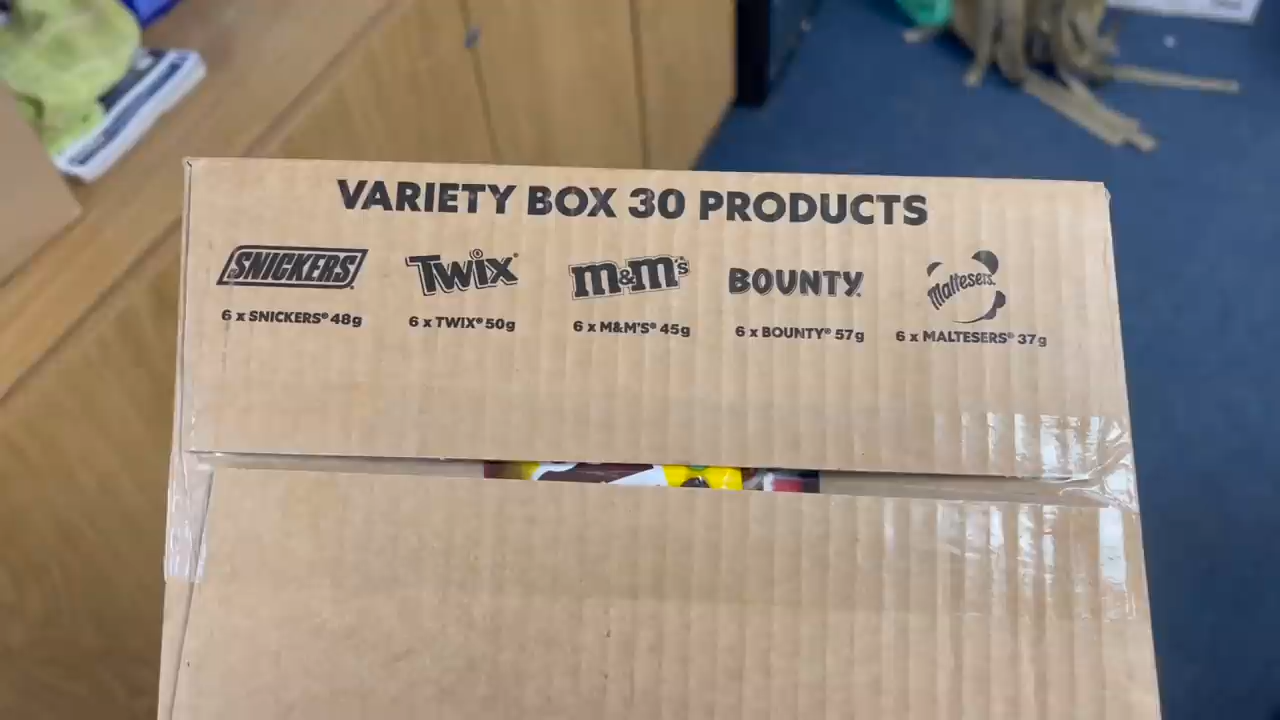 VARIETY BOX 30 PRODUCTS
SNICKERS
TWIX®
m&m's
BOUNTY
Maltesers
6 x SNICKERS® 48g
6 x TWIX® 50g
6 x M&M'S® 45g
6 x BOUNTY® 57g
6 x MALTESERS® 37g